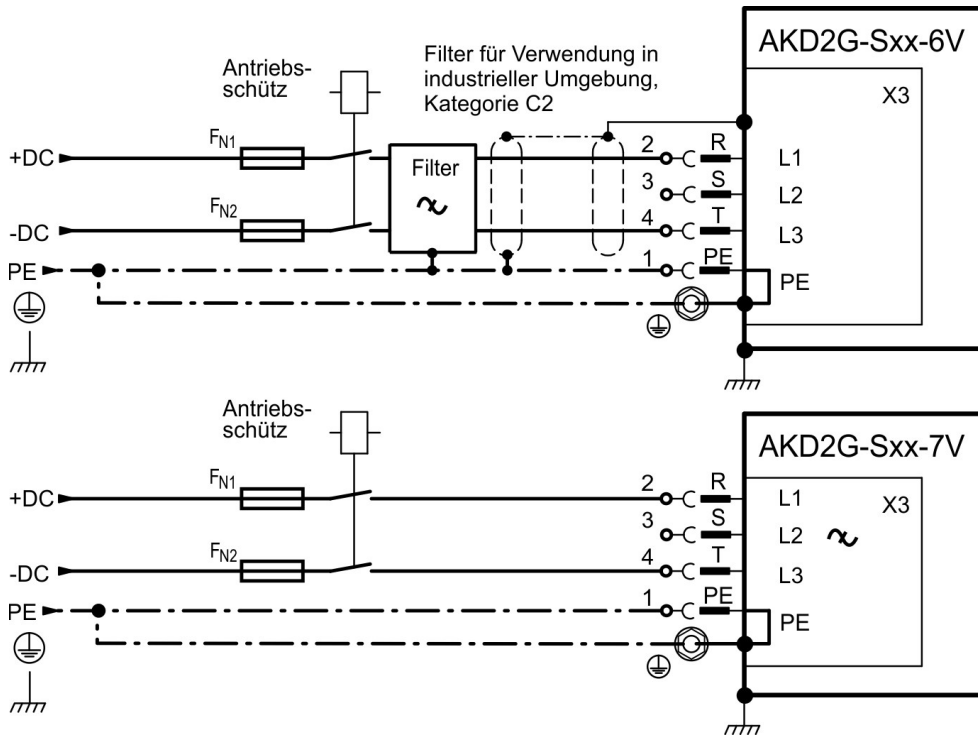 AKD2G-Sxx-6V
Filter für Verwendung in
industrieller Umgebung,
Kategorie C2
Antriebs-
schütz
X3
FN1
+DC
Filter
2
R
L1
3
S
L2
FN2
-DC
4
T
L3
PE
1
PE
PE
Antriebs-
schütz
AKD2G-Sxx-7V
FN1
+DC
2
R
L1
X3
3
S
L2
FN2
-DC
4
T
L3
PE
1
PE
PE